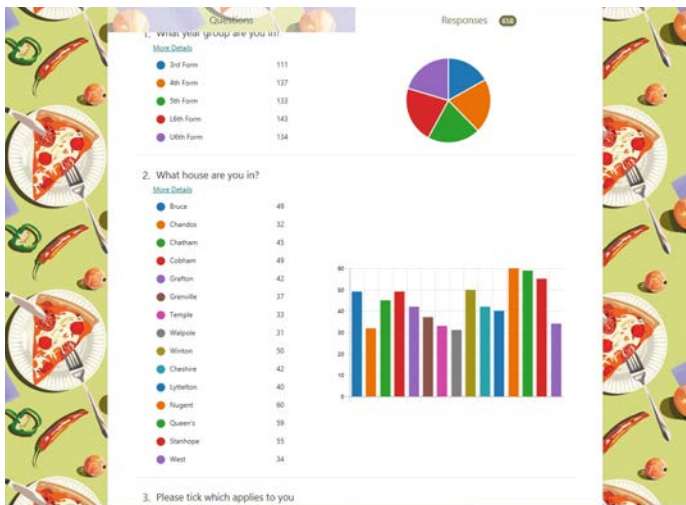 Questions
Responses 658
1. What year group are you in?
More Details
3rd Form 111
4th Form 137
5th Form 133
L6th Form 143
U6th Form 134
2. What house are you in?
More Details
Bruce 49
Chandos 32
Chatham 45
Cobham 49
Grafton 42
Grenville 37
Temple 33
Walpole 31
Winton 50
Cheshire 42
Lyttelton 40
Nugent 60
Queen's 59
Stanhope 55
West 34
60
50
40
30
20
10
0
3. Please tick which applies to you